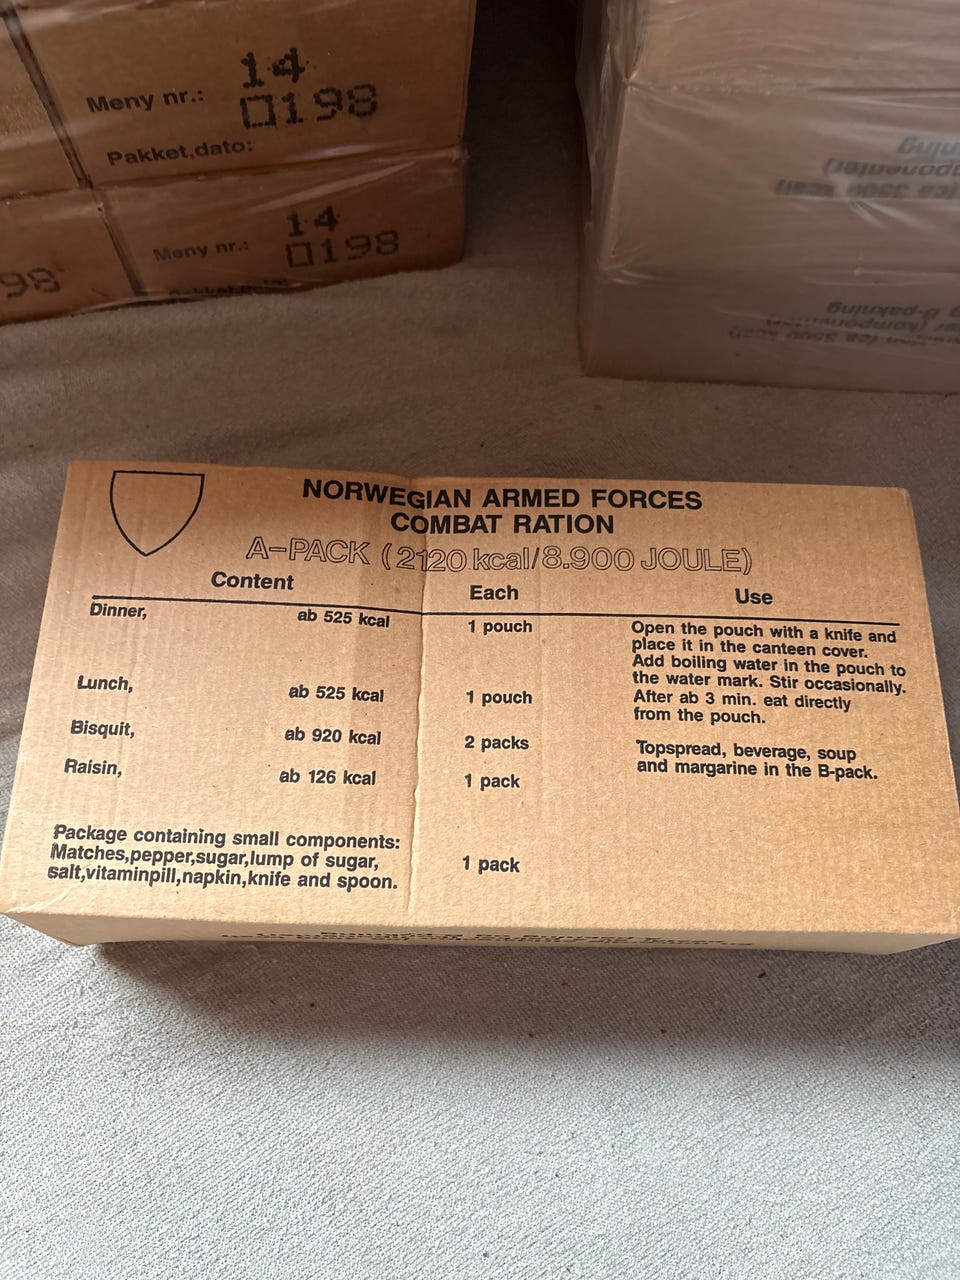 14
Meny nr.: 0198
Pakket,dato:
14
Meny nr.: 0198
98
NORWEGIAN ARMED FORCES
COMBAT RATION
A-PACK (2120 kcal/8.900 JOULE)
Content Each Use
Dinner, ab 525 kcal 1 pouch
Lunch, ab 525 kcal 1 pouch
Bisquit, ab 920 kcal 2 packs
Raisin, ab 126 kcal 1 pack
Package containing small components:
Matches,pepper,sugar,lump of sugar,
salt,vitaminpill,napkin,knife and spoon.
1 pack
Open the pouch with a knife and
place it in the canteen cover.
Add boiling water in the pouch to
the water mark. Stir occasionally.
After ab 3 min. eat directly
from the pouch.
Topspread, beverage, soup
and margarine in the B-pack.